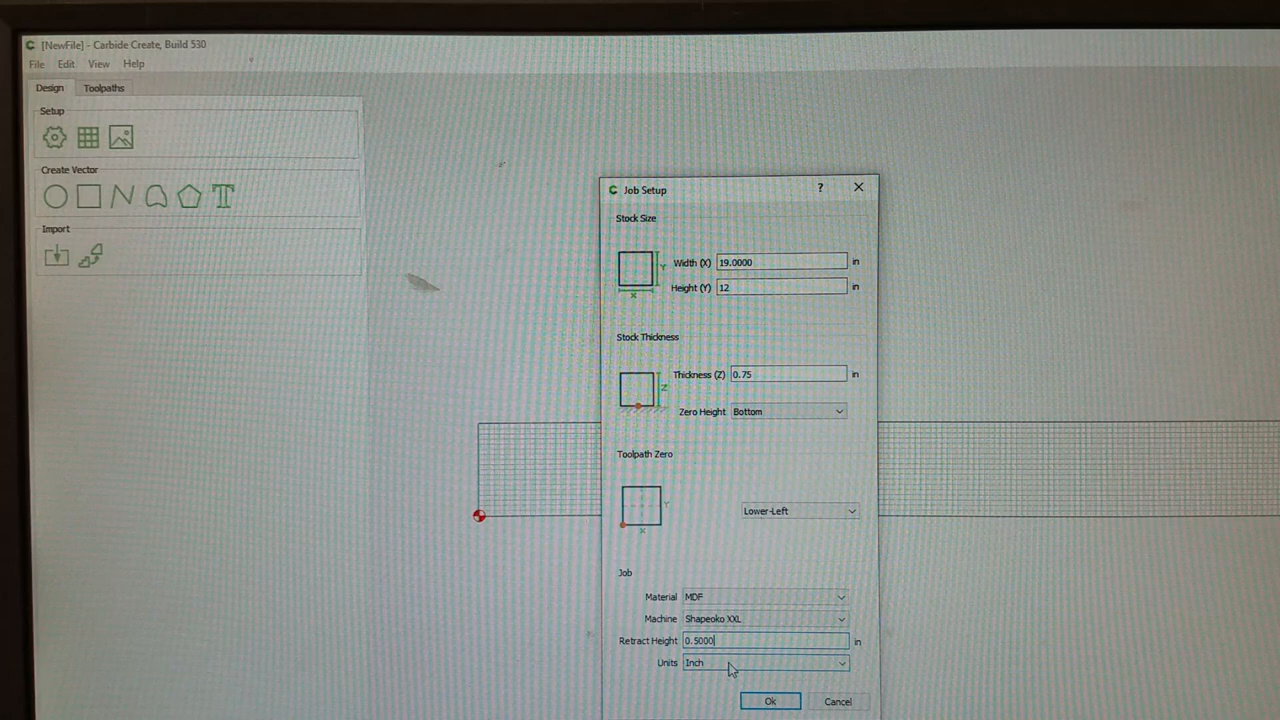 [NewFile] - Carbide Create, Build 530
File Edit View Help
Design Toolpaths
Setup
Create Vector
Import
Job Setup ? ×
Stock Size
Y
X
Width (X) 19.0000 in
Height (Y) 12 in
Stock Thickness
Z
Thickness (Z) 0.75 in
Zero Height Bottom
Toolpath Zero
Y
X
Lower-Left
Job
Material MDF
Machine Shapeoko XXL
Retract Height 0.5000 in
Units Inch
Ok Cancel